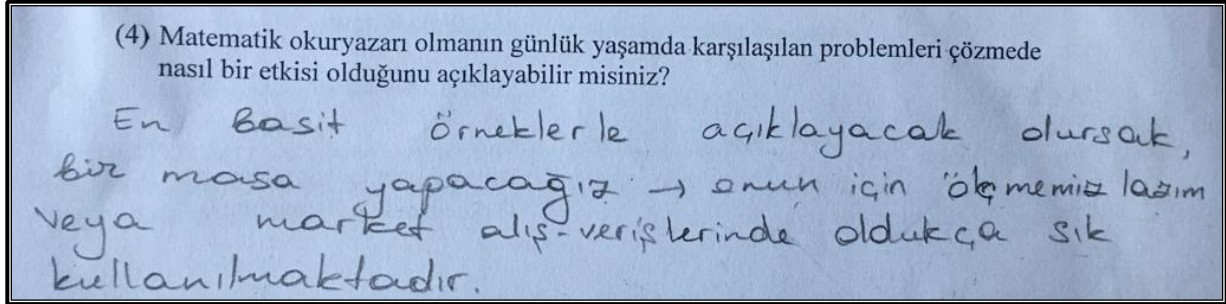 (4) Matematik okuryazarı olmanın günlük yaşamda karşılaşılan problemleri çözmede
nasıl bir etkisi olduğunu açıklayabilir misiniz?
En Basit örneklerle açıklayacak olursak,
bir masa yapacağız → onun için ölçmemiz lazım
veya market alış-verişlerinde oldukça sık
kullanılmaktadır.